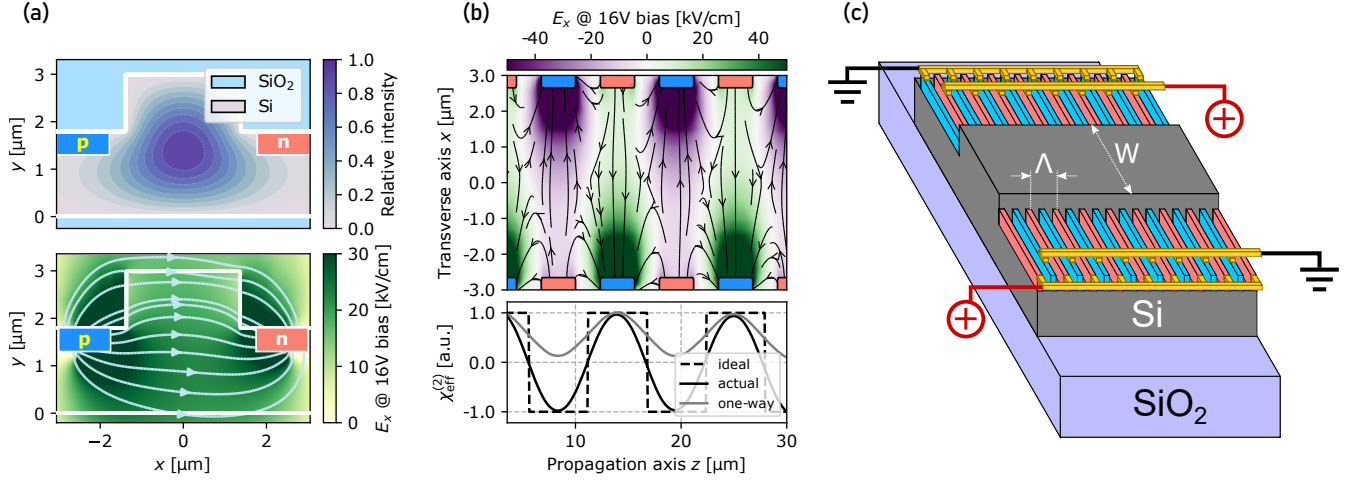 (a)
SiO₂
Si
p
n
y [μm]
3
2
1
0
1.0
0.8
0.6
0.4
0.2
0.0
Relative intensity
p
n
y [μm]
3
2
1
0
−2
0
2
x [μm]
30
20
10
0
E_x @ 16V bias [kV/cm]
(b)
E_x @ 16V bias [kV/cm]
-40
-20
0
20
40
Transverse axis x [μm]
3.0
2.0
1.0
0.0
-1.0
-2.0
-3.0
χ_eff^(2) [a.u.]
1.0
0.0
-1.0
ideal
actual
one-way
10
20
30
Propagation axis z [μm]
(c)
+
W
Λ
+
Si
SiO₂